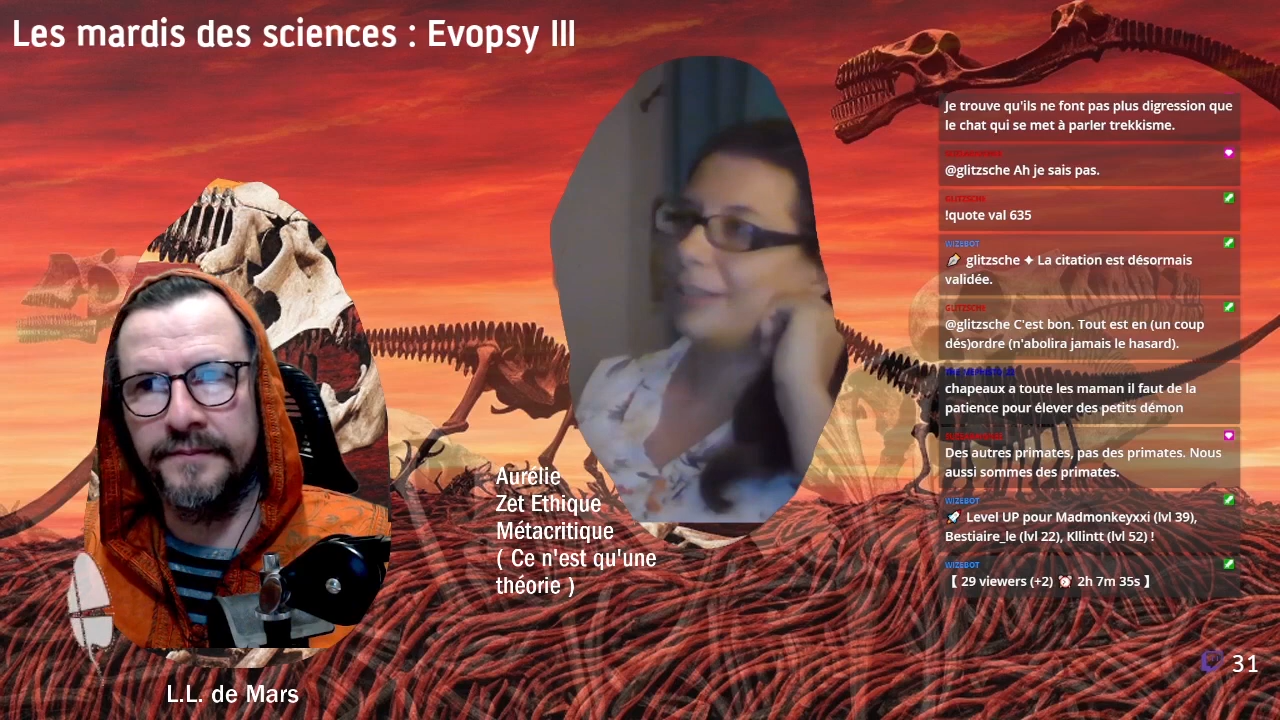 Les mardis des sciences : Evopsy III
Je trouve qu'ils ne font pas plus digression que
le chat qui se met à parler trekkisme.
@glitzsche Ah je sais pas.
GLITZSCHE
!quote val 635
WIZEBOT
glitzsche ✦ La citation est désormais
validée.
GLITZSCHE
@glitzsche C'est bon. Tout est en (un coup
dés)ordre (n'abolira jamais le hasard).
chapeaux a toute les maman il faut de la
patience pour élever des petits démon
Des autres primates, pas des primates. Nous
aussi sommes des primates.
WIZEBOT
Level UP pour Madmonkeyxxi (lvl 39),
Bestiaire_le (lvl 22), Kllintt (lvl 52) !
WIZEBOT
【 29 viewers (+2) ⏰ 2h 7m 35s 】
Aurélie
Zet Ethique
Métacritique
( Ce n'est qu'une
théorie )
31
L.L. de Mars